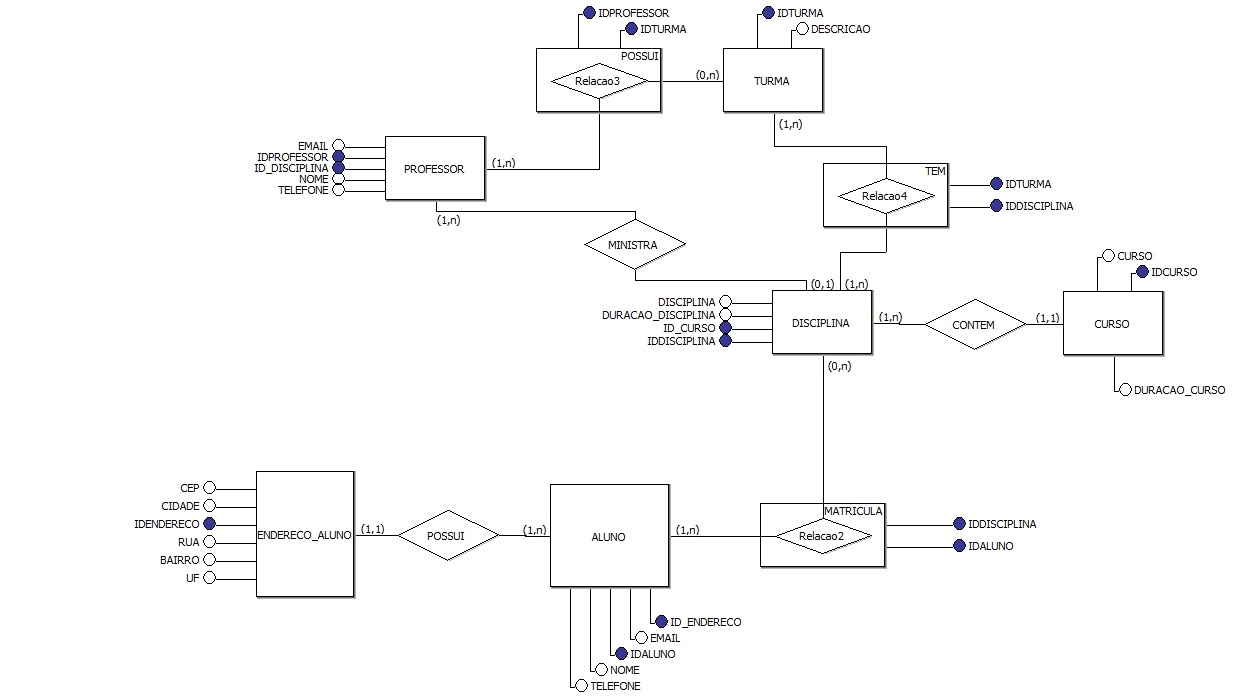 IDPROFESSOR
IDTURMA
POSSUI
Relacao3
(0,n)
IDTURMA
DESCRICAO
TURMA
(1,n)
EMAIL
IDPROFESSOR
ID_DISCIPLINA
NOME
TELEFONE
PROFESSOR
(1,n)
(1,n)
TEM
Relacao4
IDTURMA
IDDISCIPLINA
MINISTRA
(0,1)
(1,n)
DISCIPLINA
DURACAO_DISCIPLINA
ID_CURSO
IDDISCIPLINA
DISCIPLINA
(1,n)
CONTEM
(1,1)
CURSO
IDCURSO
CURSO
DURACAO_CURSO
(0,n)
CEP
CIDADE
IDENDERECO
RUA
BAIRRO
UF
ENDERECO_ALUNO
(1,1)
POSSUI
(1,n)
ALUNO
(1,n)
MATRICULA
Relacao2
IDDISCIPLINA
IDALUNO
ID_ENDERECO
EMAIL
IDALUNO
NOME
TELEFONE